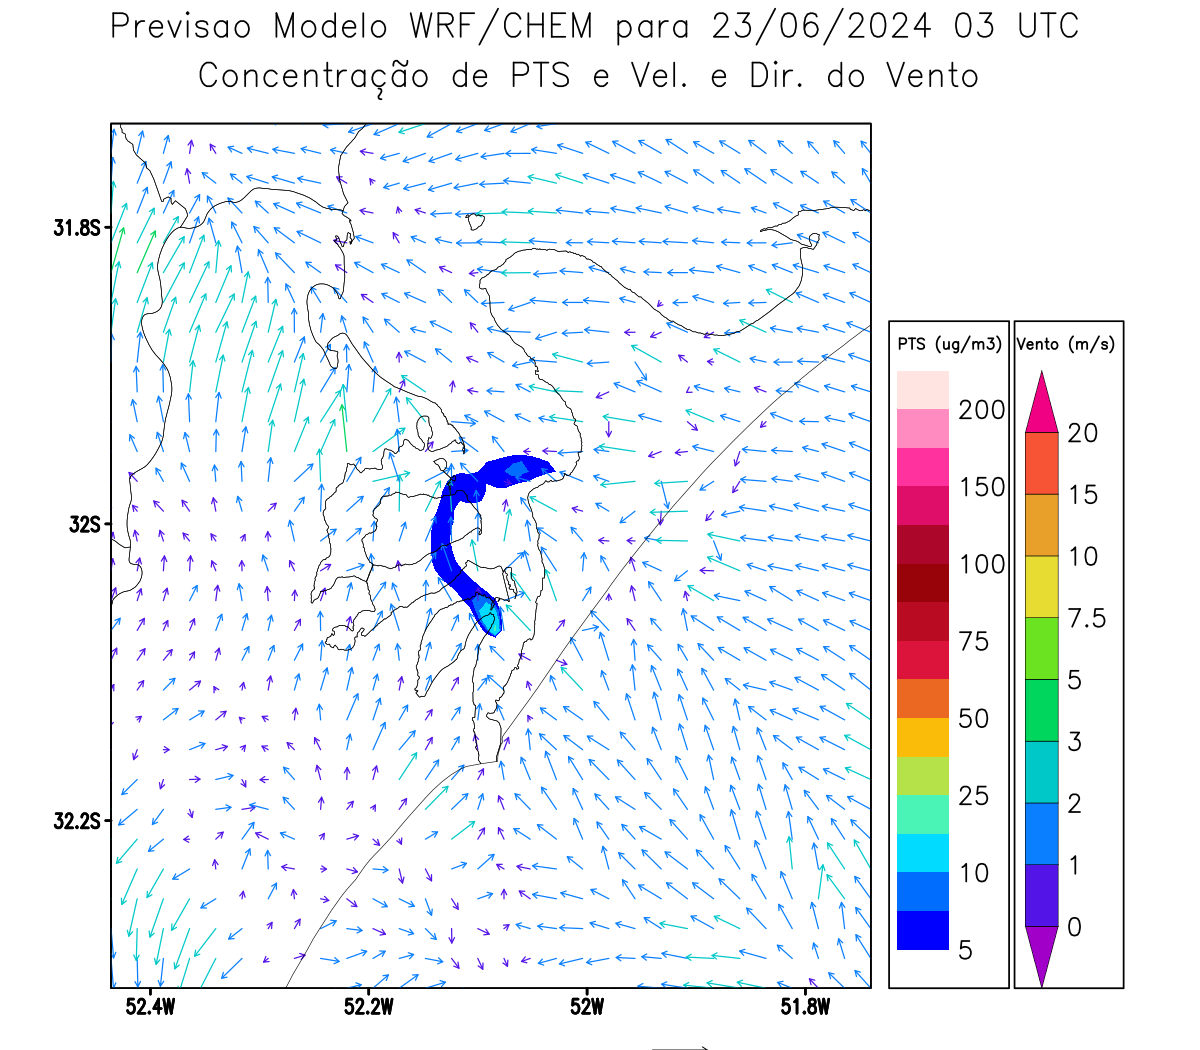 Previsao Modelo WRF/CHEM para 23/06/2024 03 UTC
Concentração de PTS e Vel. e Dir. do Vento
31.8S
32S
32.2S
52.4W
52.2W
52W
51.8W
PTS (ug/m3)
200
150
100
75
50
25
10
5
Vento (m/s)
20
15
10
7.5
5
3
2
1
0